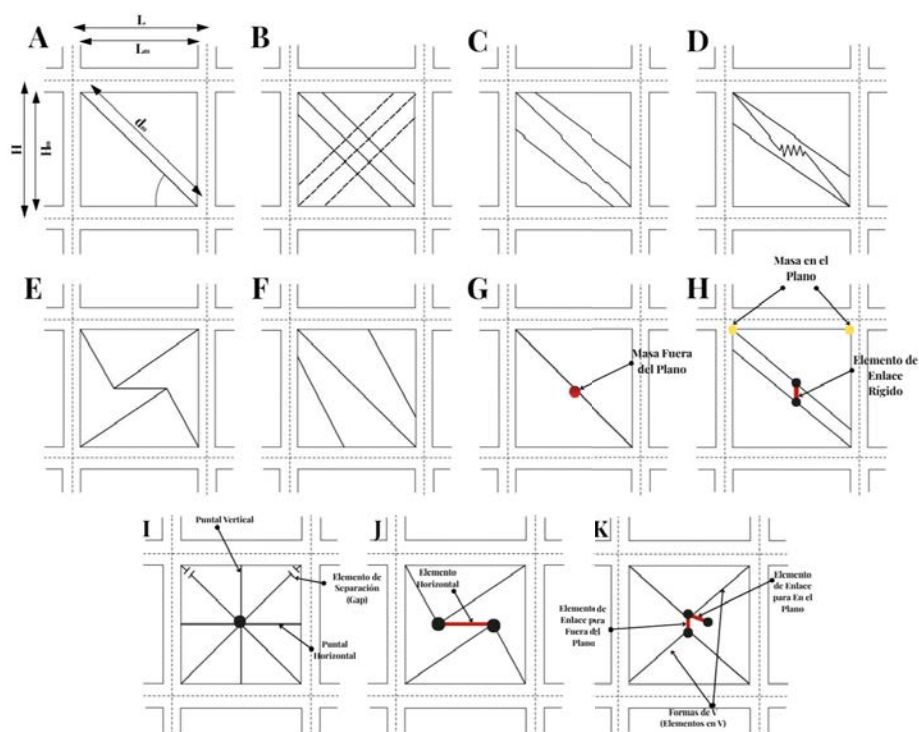 A
L
Lm
H
Hm
dm
B
C
D
E
F
G
Masa Fuera
del Plano
H
Masa en el
Plano
Elemento de
Enlace
Rígido
I
Puntal Vertical
Elemento de
Separación
(Gap)
Puntal
Horizontal
J
Elemento
Horizontal
K
Elemento de
Enlace para
Fuera del
Plano
Elemento
de Enlace
para En el
Plano
Formas de V
(Elementos en V)